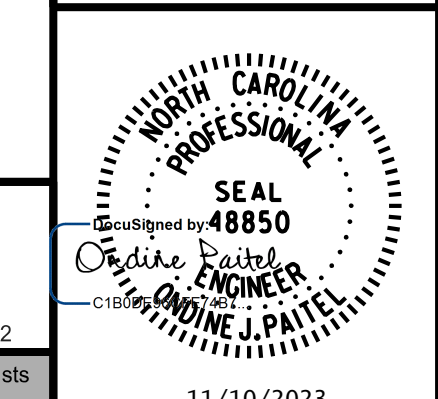 NORTH CAROLINA
PROFESSIONAL
SEAL
48850
DocuSigned by:
Ondine Paitel
ENGINEER
ONDINE J. PAITEL
2
sts
11/10/2023